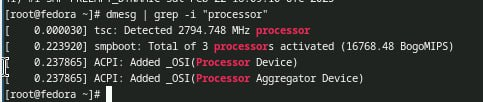 [root@fedora ~]# dmesg | grep -i "processor"
[    0.000030] tsc: Detected 2794.748 MHz processor
[    0.223920] smpboot: Total of 3 processors activated (16768.48 BogoMIPS)
[    0.237865] ACPI: Added _OSI(Processor Device)
[    0.237865] ACPI: Added _OSI(Processor Aggregator Device)
[root@fedora ~]#